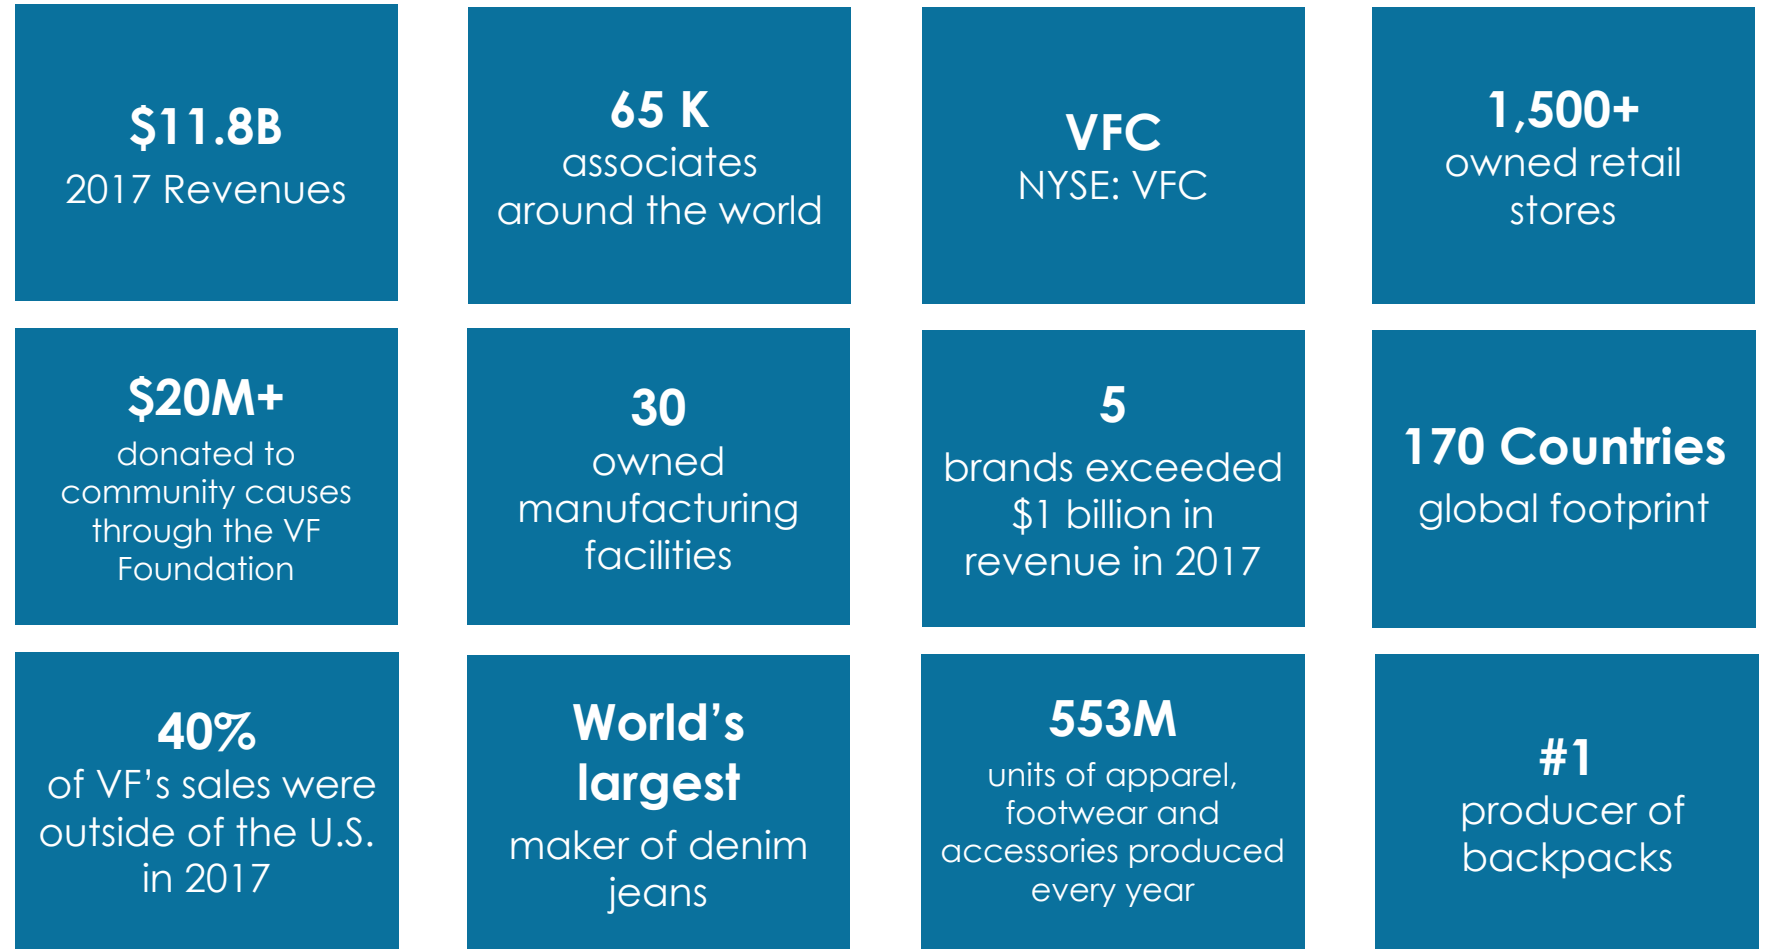 $11.8B
2017 Revenues
65 K
associates
around the world
VFC
NYSE: VFC
1,500+
owned retail
stores
$20M+
donated to
community causes
through the VF
Foundation
30
owned
manufacturing
facilities
5
brands exceeded
$1 billion in
revenue in 2017
170 Countries
global footprint
40%
of VF’s sales were
outside of the U.S.
in 2017
World’s
largest
maker of denim
jeans
553M
units of apparel,
footwear and
accessories produced
every year
#1
producer of
backpacks